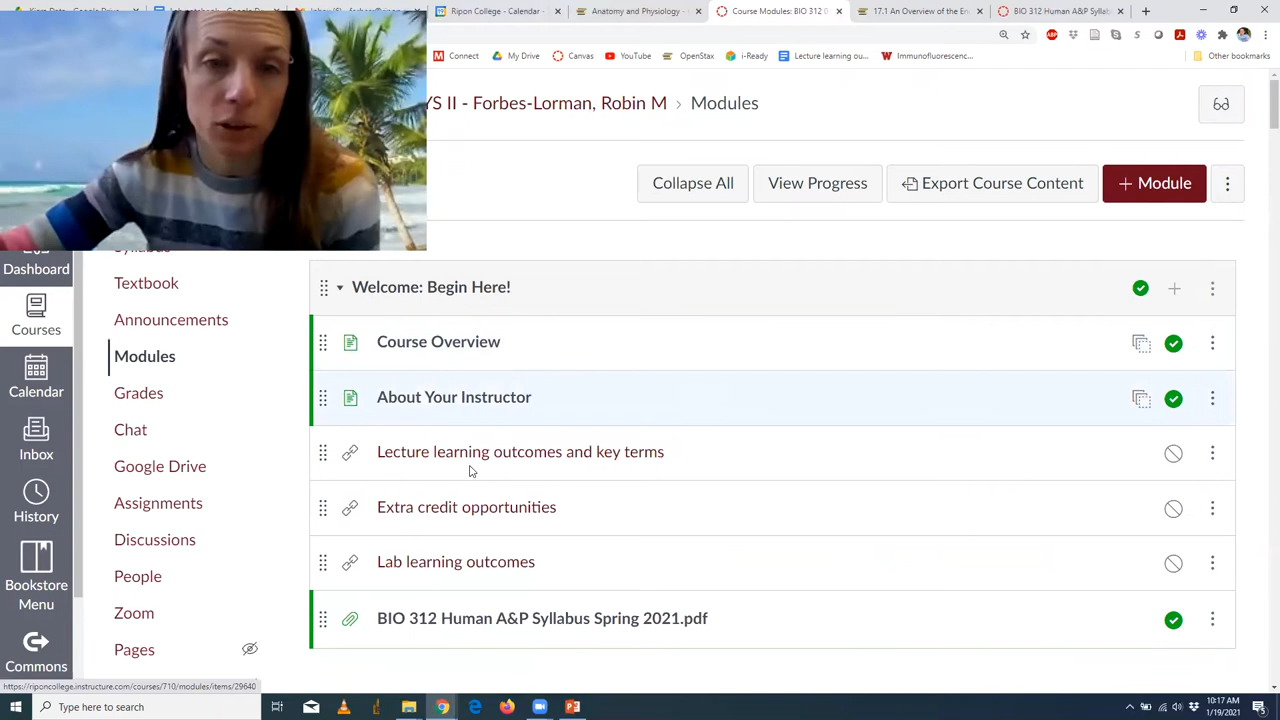 Ripon College - Calendar -
Anatomy and Physiology -
Course Modules: BIO 312 0
17.1 An Overview of the En
BIO 312 Human A&P Syllab
Connect
My Drive
Canvas
YouTube
OpenStax
i-Ready
Lecture learning ou...
Immunofluorescenc...
Other bookmarks
YS II - Forbes-Lorman, Robin M > Modules
Collapse All
View Progress
Export Course Content
+ Module
Syllabus
Textbook
Announcements
Modules
Grades
Chat
Google Drive
Assignments
Discussions
People
Zoom
Pages
Dashboard
Courses
Calendar
Inbox
History
Bookstore
Menu
Commons
Welcome: Begin Here!
Course Overview
About Your Instructor
Lecture learning outcomes and key terms
Extra credit opportunities
Lab learning outcomes
BIO 312 Human A&P Syllabus Spring 2021.pdf
https://riponcollege.instructure.com/courses/710/modules/items/29640
Type here to search
10:17 AM
1/19/2021